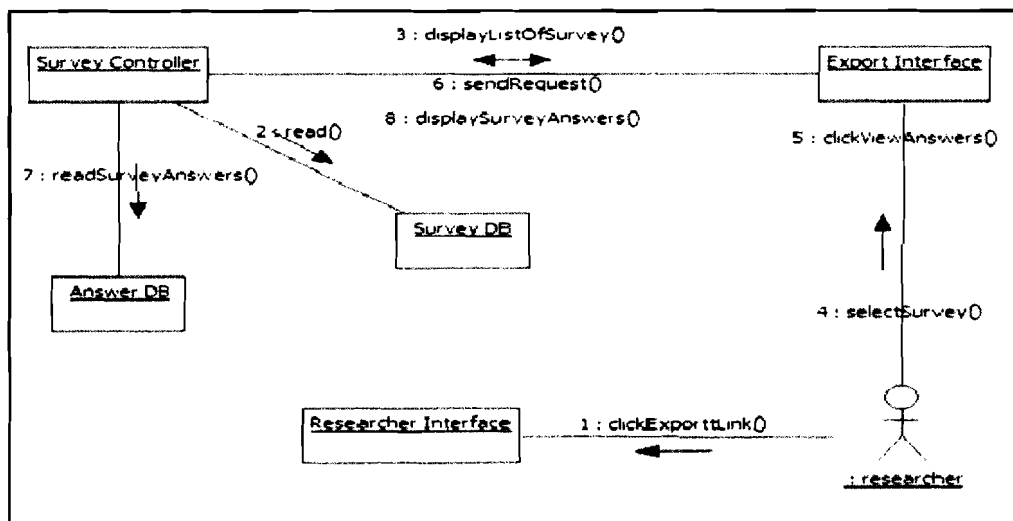 3 : displayListOfSurvey()
Survey Controller
Export Interface
6 : sendRequest()
8 : displaySurveyAnswers()
2 : read()
5 : clickViewAnswers()
7 : readSurveyAnswers()
Survey DB
Answer DB
4 : selectSurvey()
Researcher Interface
1 : clickExporttLink()
: researcher